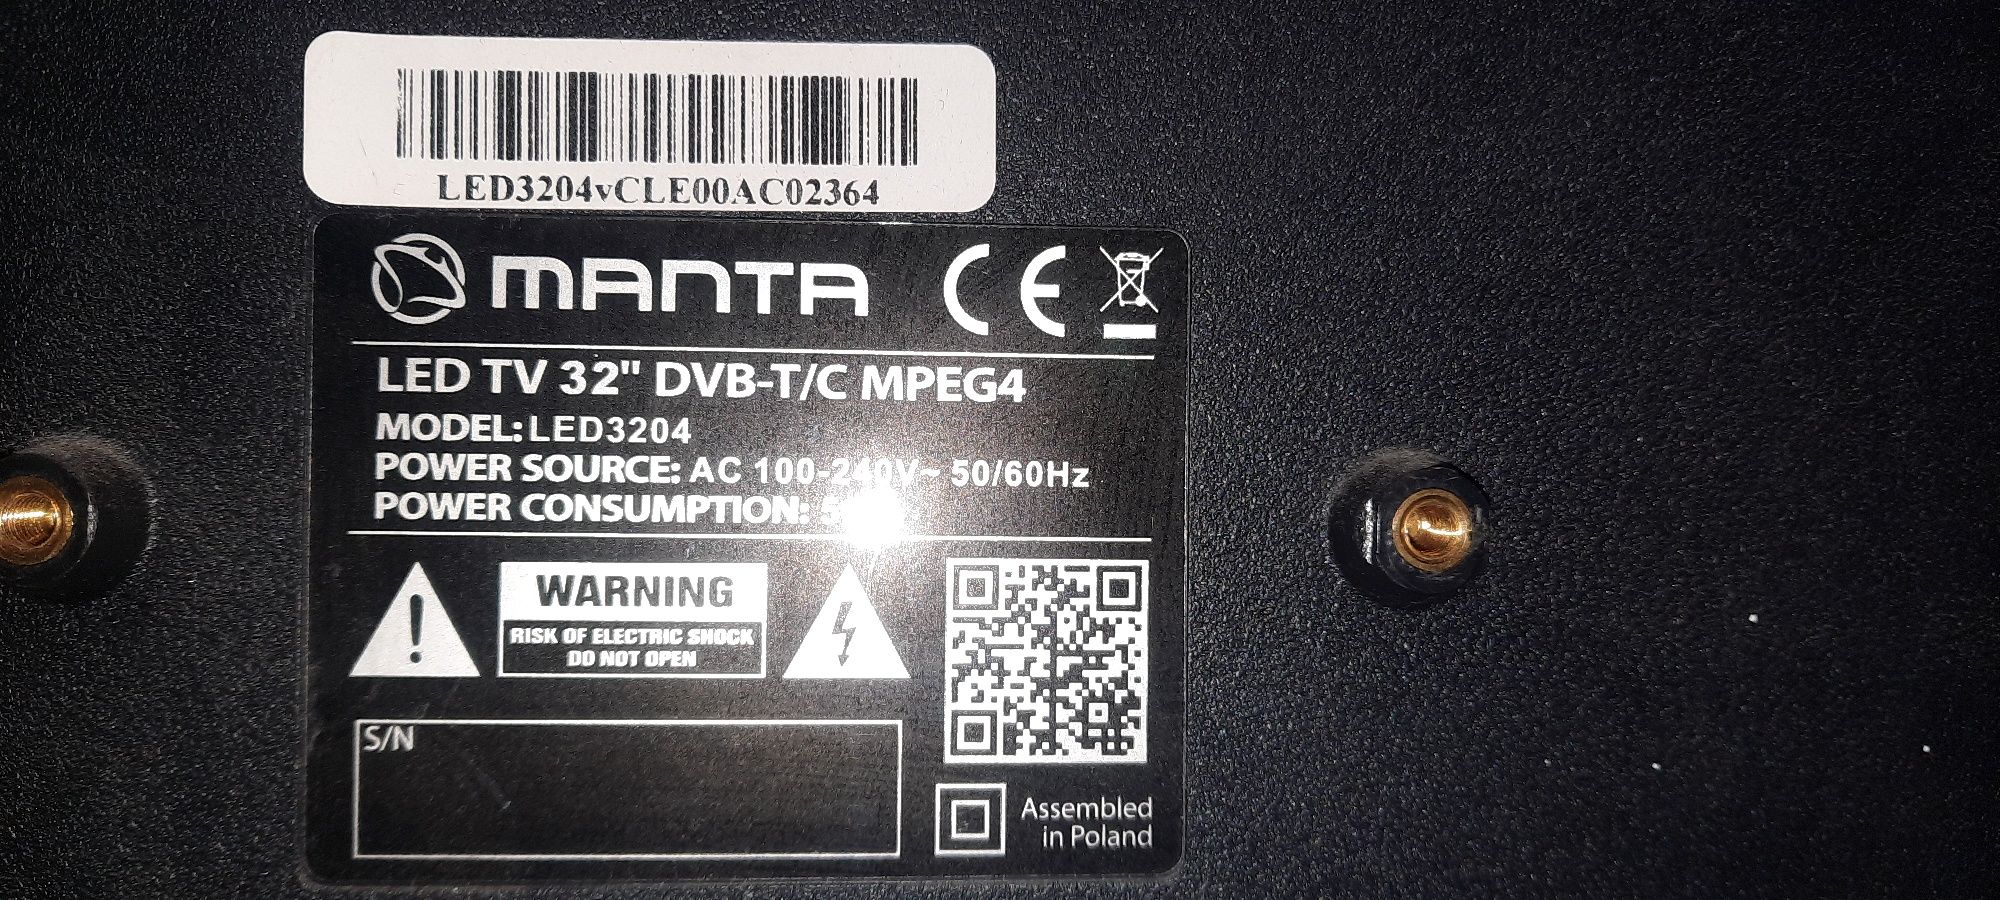 LED3204vCLE00AC02364
MANTA CE
LED TV 32" DVB-T/C MPEG4
MODEL: LED3204
POWER SOURCE: AC 100-240V~ 50/60Hz
POWER CONSUMPTION:
WARNING
RISK OF ELECTRIC SHOCK
DO NOT OPEN
S/N
Assembled
in Poland